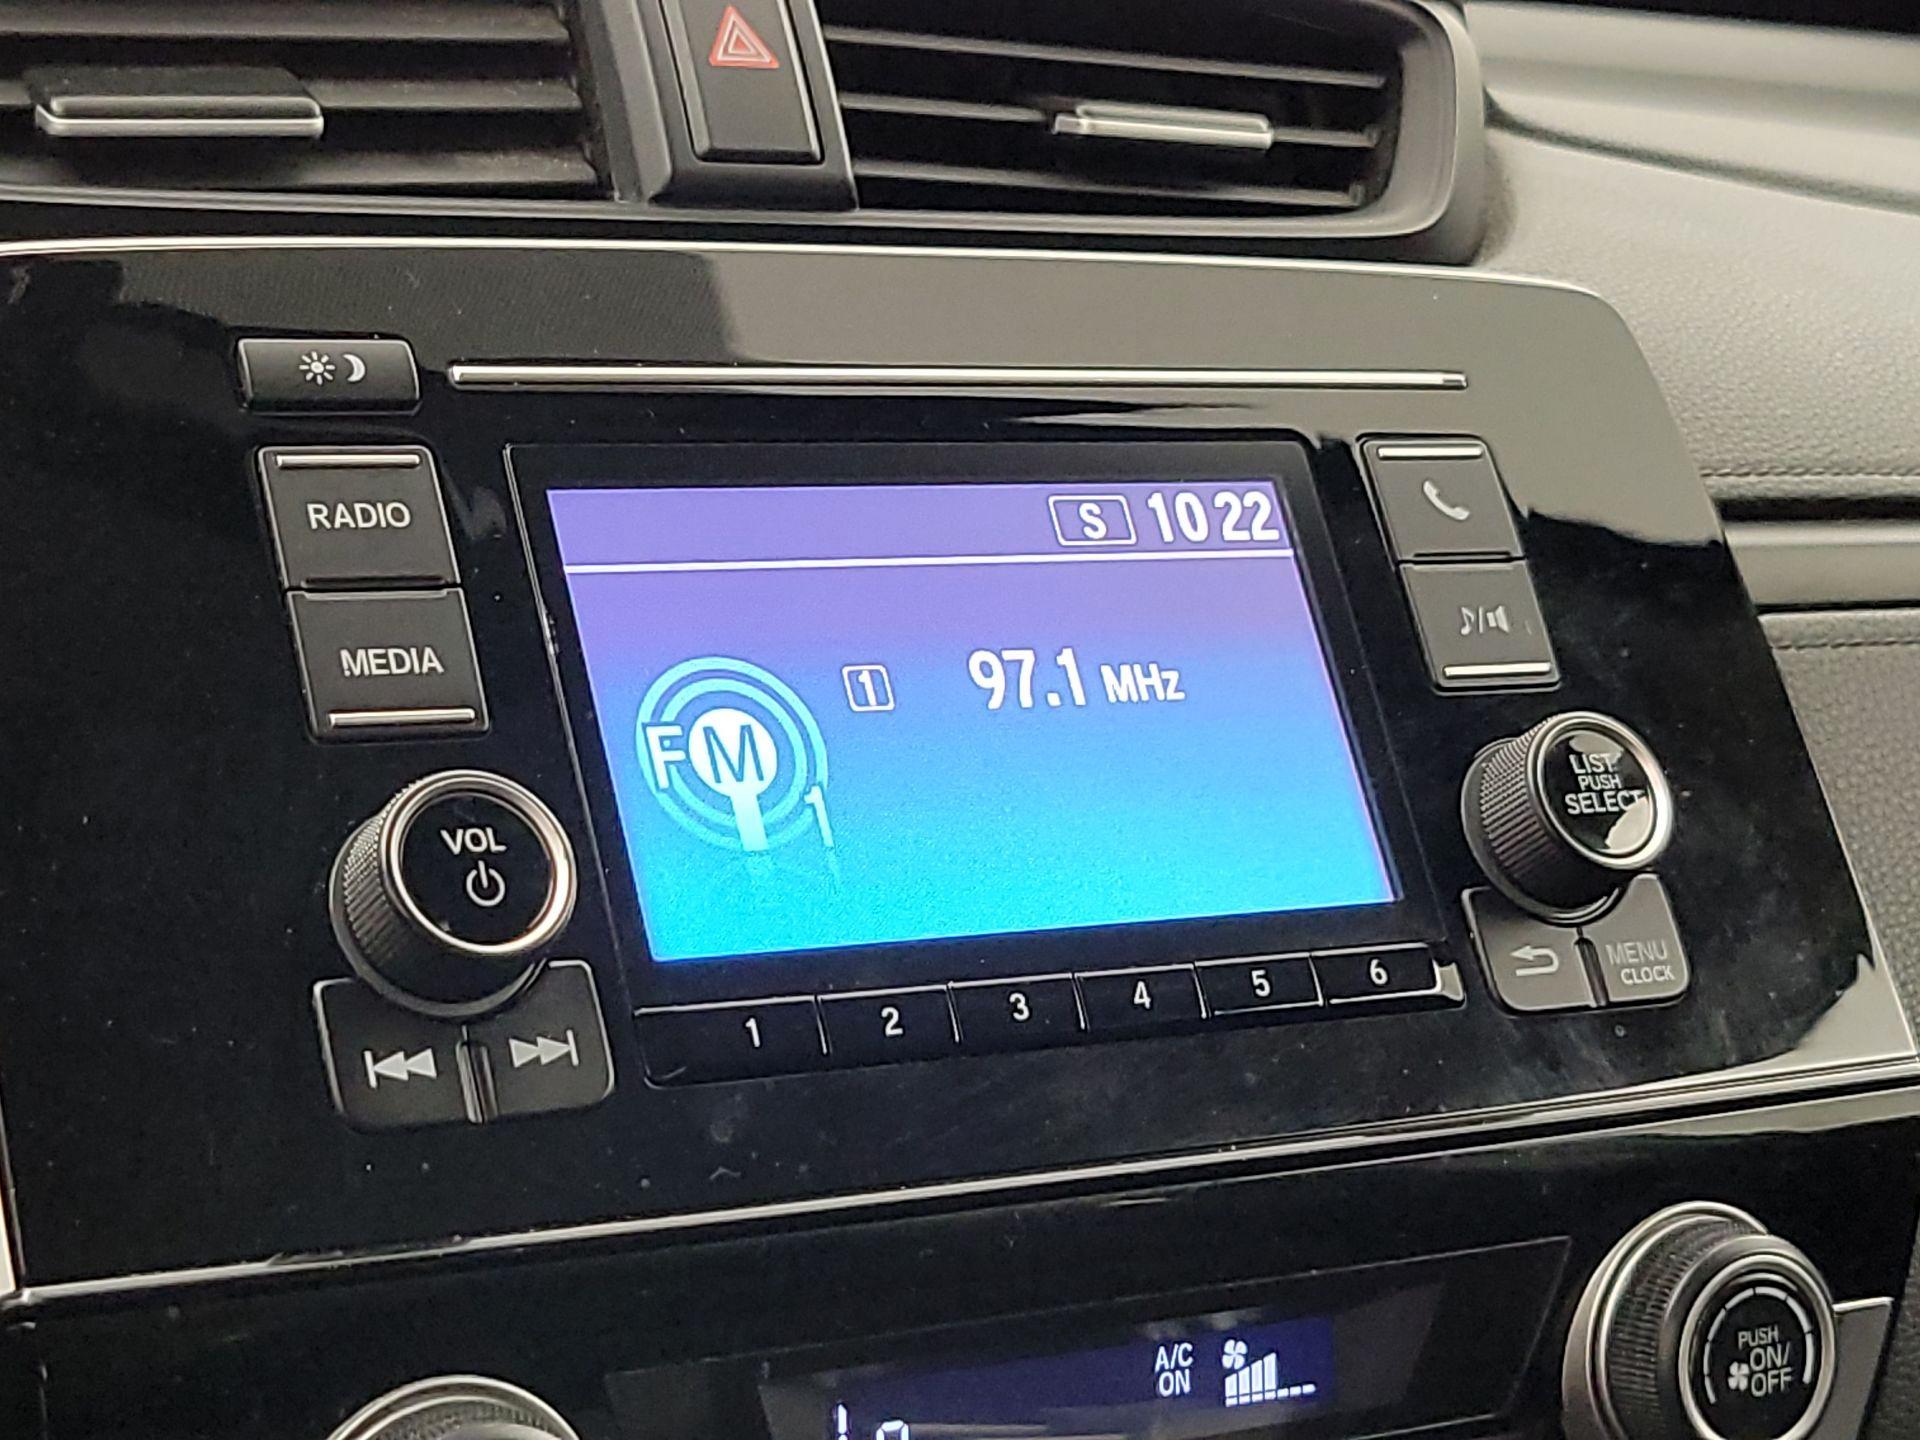 S 10 22
RADIO
MEDIA
1 97.1 MHz
FM
1
VOL
LIST
PUSH
SELECT
MENU
CLOCK
1 2 3 4 5 6
A/C
ON
PUSH
ON/
OFF